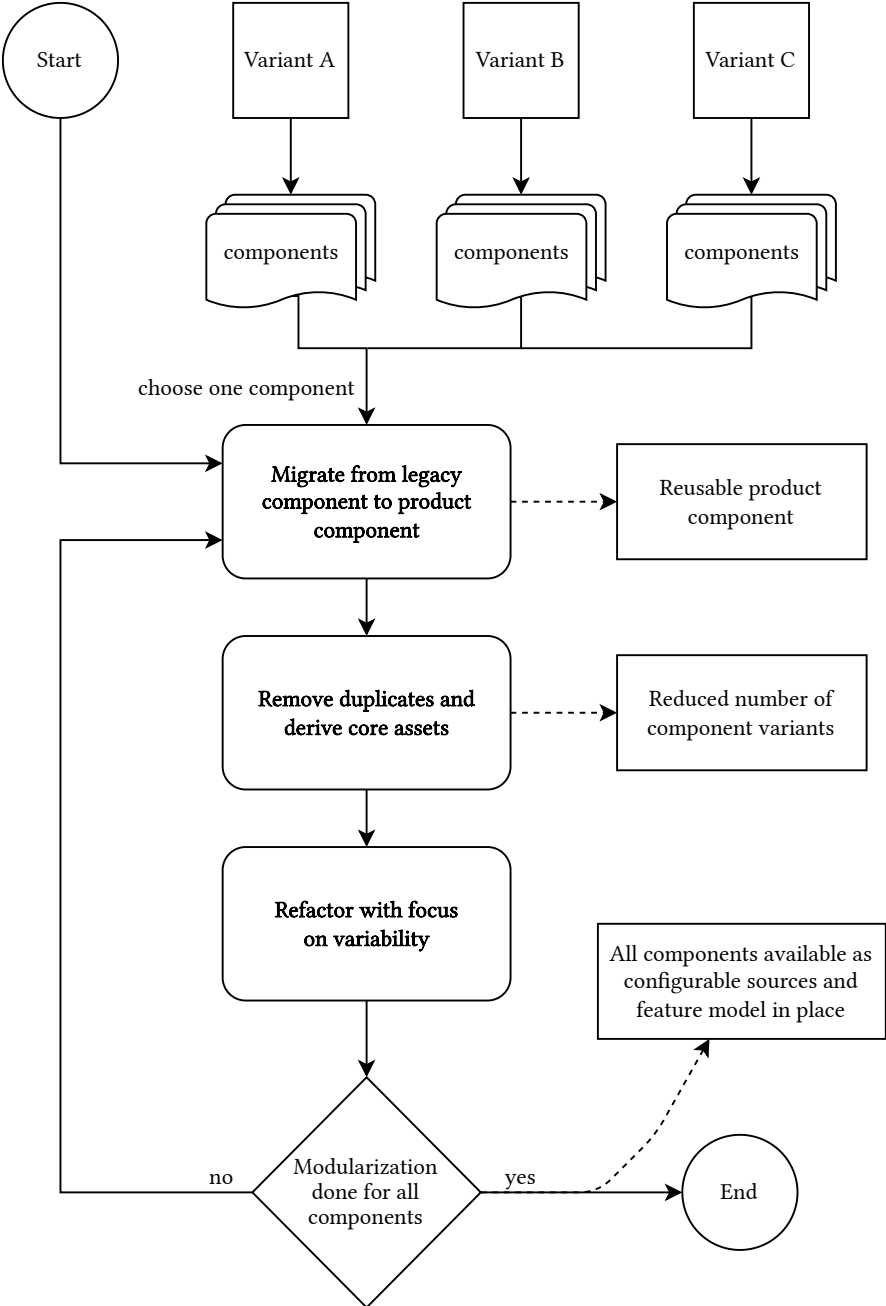 Start
Variant A
Variant B
Variant C
components
components
components
choose one component
Migrate from legacy
component to product
component
Reusable product
component
Remove duplicates and
derive core assets
Reduced number of
component variants
Refactor with focus
on variability
All components available as
configurable sources and
feature model in place
no
Modularization
done for all
components
yes
End